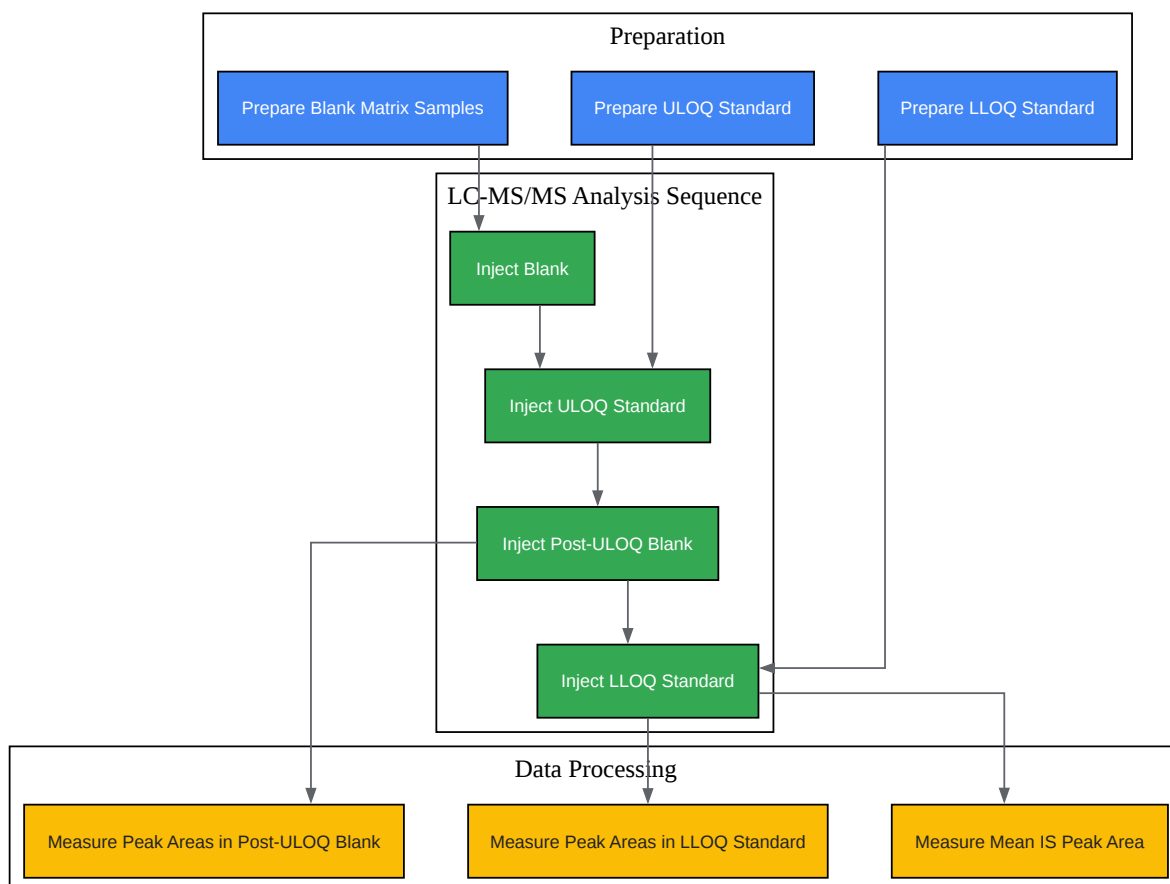 Preparation
Prepare Blank Matrix Samples
Prepare ULOQ Standard
Prepare LLOQ Standard
LC-MS/MS Analysis Sequence
Inject Blank
Inject ULOQ Standard
Inject Post-ULOQ Blank
Inject LLOQ Standard
Data Processing
Measure Peak Areas in Post-ULOQ Blank
Measure Peak Areas in LLOQ Standard
Measure Mean IS Peak Area